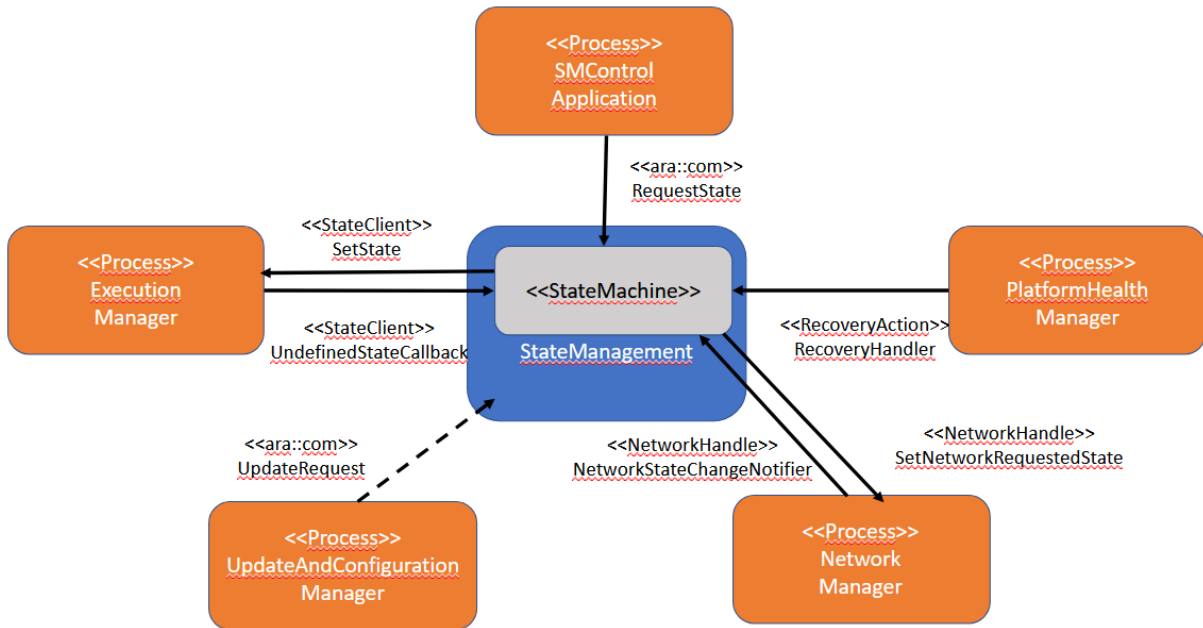 <<Process>>
SMControl
Application
<<ara::com>>
RequestState
<<StateClient>>
SetState
<<Process>>
Execution
Manager
<<StateClient>>
UndefinedStateCallback
<<StateMachine>>
StateManagement
<<Process>>
PlatformHealth
Manager
<<RecoveryAction>>
RecoveryHandler
<<ara::com>>
UpdateRequest
<<NetworkHandle>>
NetworkStateChangeNotifier
<<NetworkHandle>>
SetNetworkRequestedState
<<Process>>
UpdateAndConfiguration
Manager
<<Process>>
Network
Manager